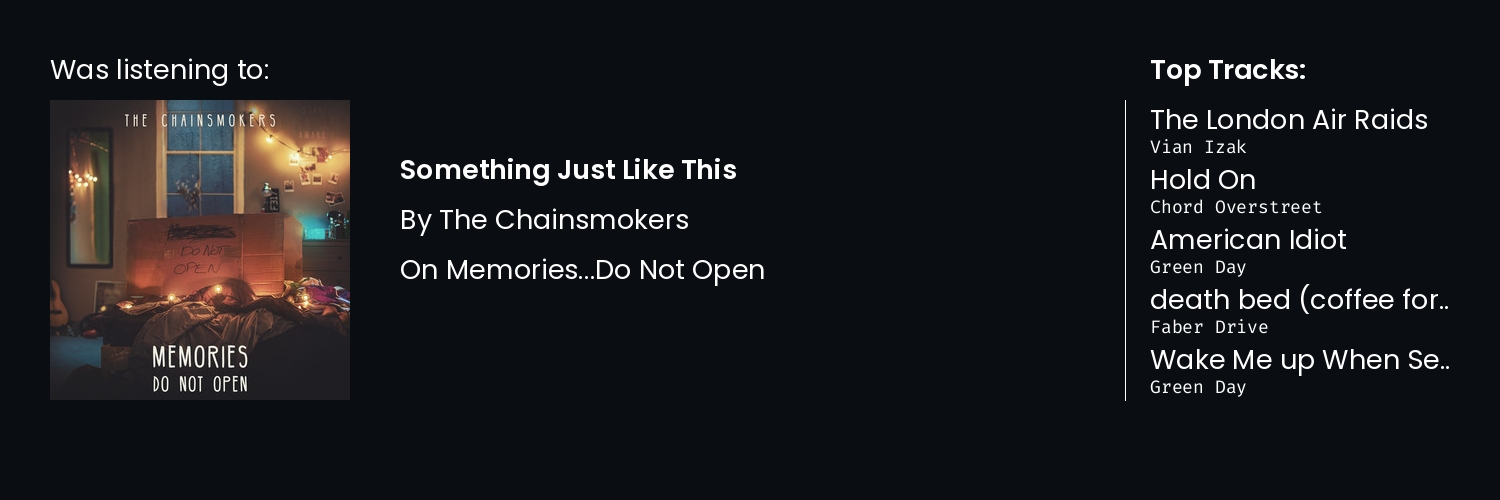 Was listening to:
THE CHAINSMOKERS
DO NOT
OPEN
MEMORIES
DO NOT OPEN
Something Just Like This
By The Chainsmokers
On Memories...Do Not Open
Top Tracks:
The London Air Raids
Vian Izak
Hold On
Chord Overstreet
American Idiot
Green Day
death bed (coffee for..
Faber Drive
Wake Me up When Se..
Green Day